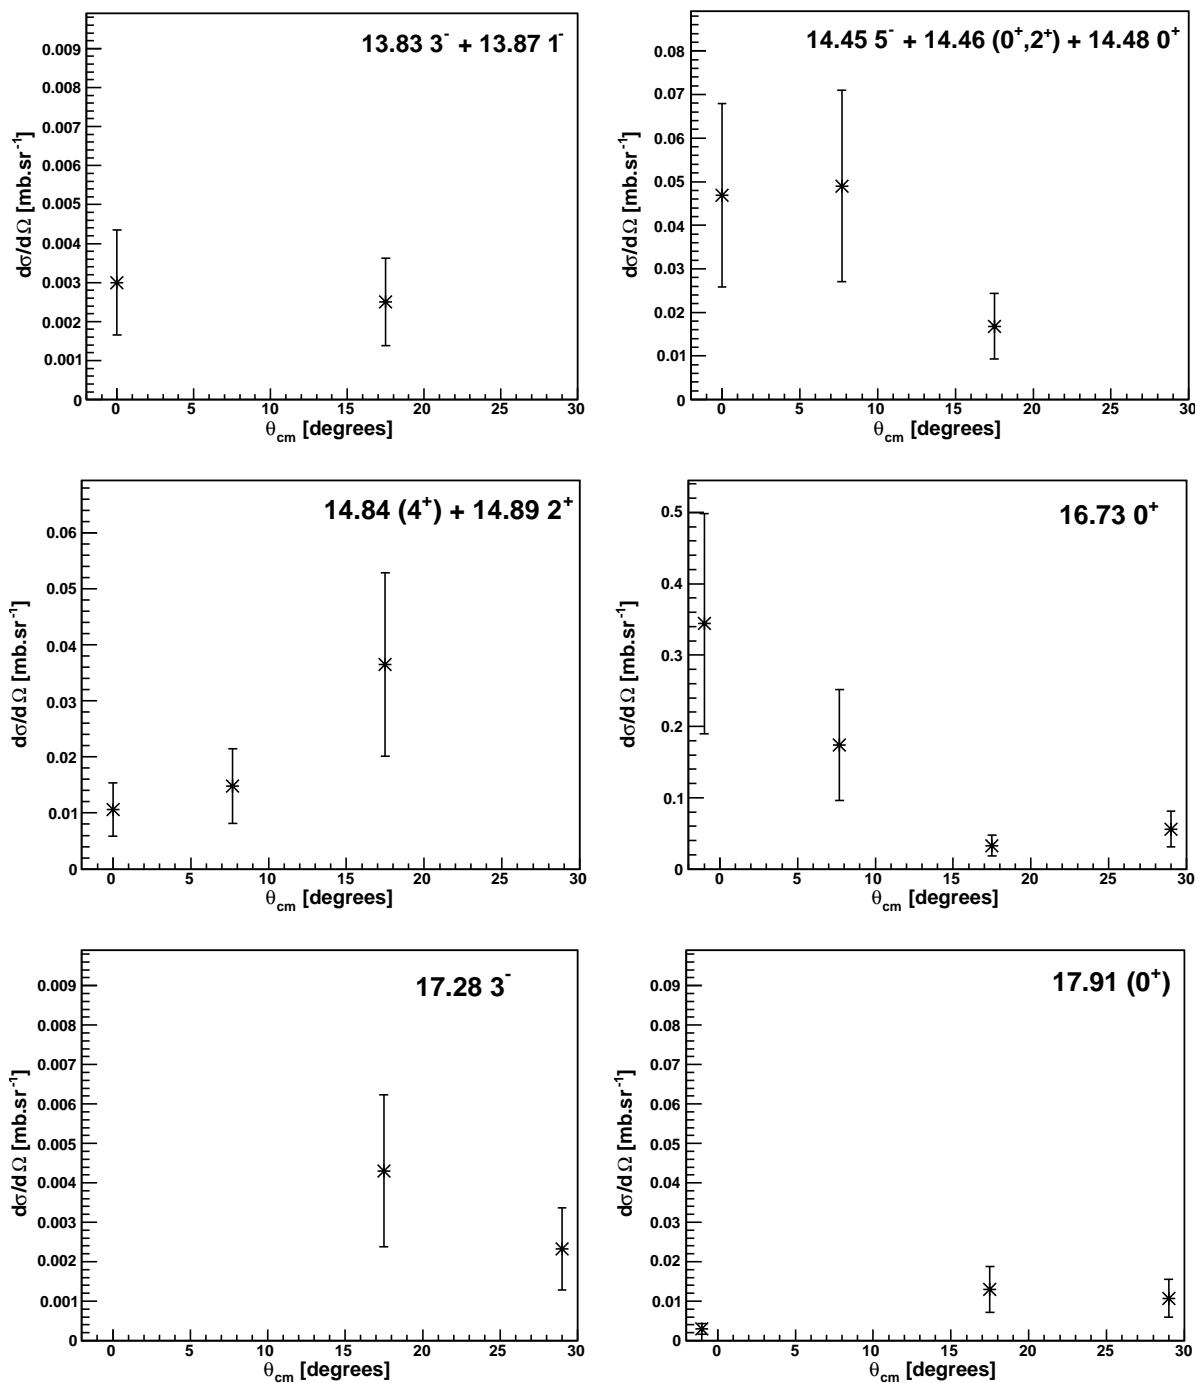 13.83 3⁻ + 13.87 1⁻
dσ/dΩ [mb.sr⁻¹]
0.009
0.008
0.007
0.006
0.005
0.004
0.003
0.002
0.001
0
0 5 10 15 20 25 30
θcm [degrees]
14.45 5⁻ + 14.46 (0⁺,2⁺) + 14.48 0⁺
dσ/dΩ [mb.sr⁻¹]
0.08
0.07
0.06
0.05
0.04
0.03
0.02
0.01
0
0 5 10 15 20 25 30
θcm [degrees]
14.84 (4⁺) + 14.89 2⁺
dσ/dΩ [mb.sr⁻¹]
0.06
0.05
0.04
0.03
0.02
0.01
0
0 5 10 15 20 25 30
θcm [degrees]
16.73 0⁺
dσ/dΩ [mb.sr⁻¹]
0.5
0.4
0.3
0.2
0.1
0
0 5 10 15 20 25 30
θcm [degrees]
17.28 3⁻
dσ/dΩ [mb.sr⁻¹]
0.009
0.008
0.007
0.006
0.005
0.004
0.003
0.002
0.001
0
0 5 10 15 20 25 30
θcm [degrees]
17.91 (0⁺)
dσ/dΩ [mb.sr⁻¹]
0.09
0.08
0.07
0.06
0.05
0.04
0.03
0.02
0.01
0
0 5 10 15 20 25 30
θcm [degrees]